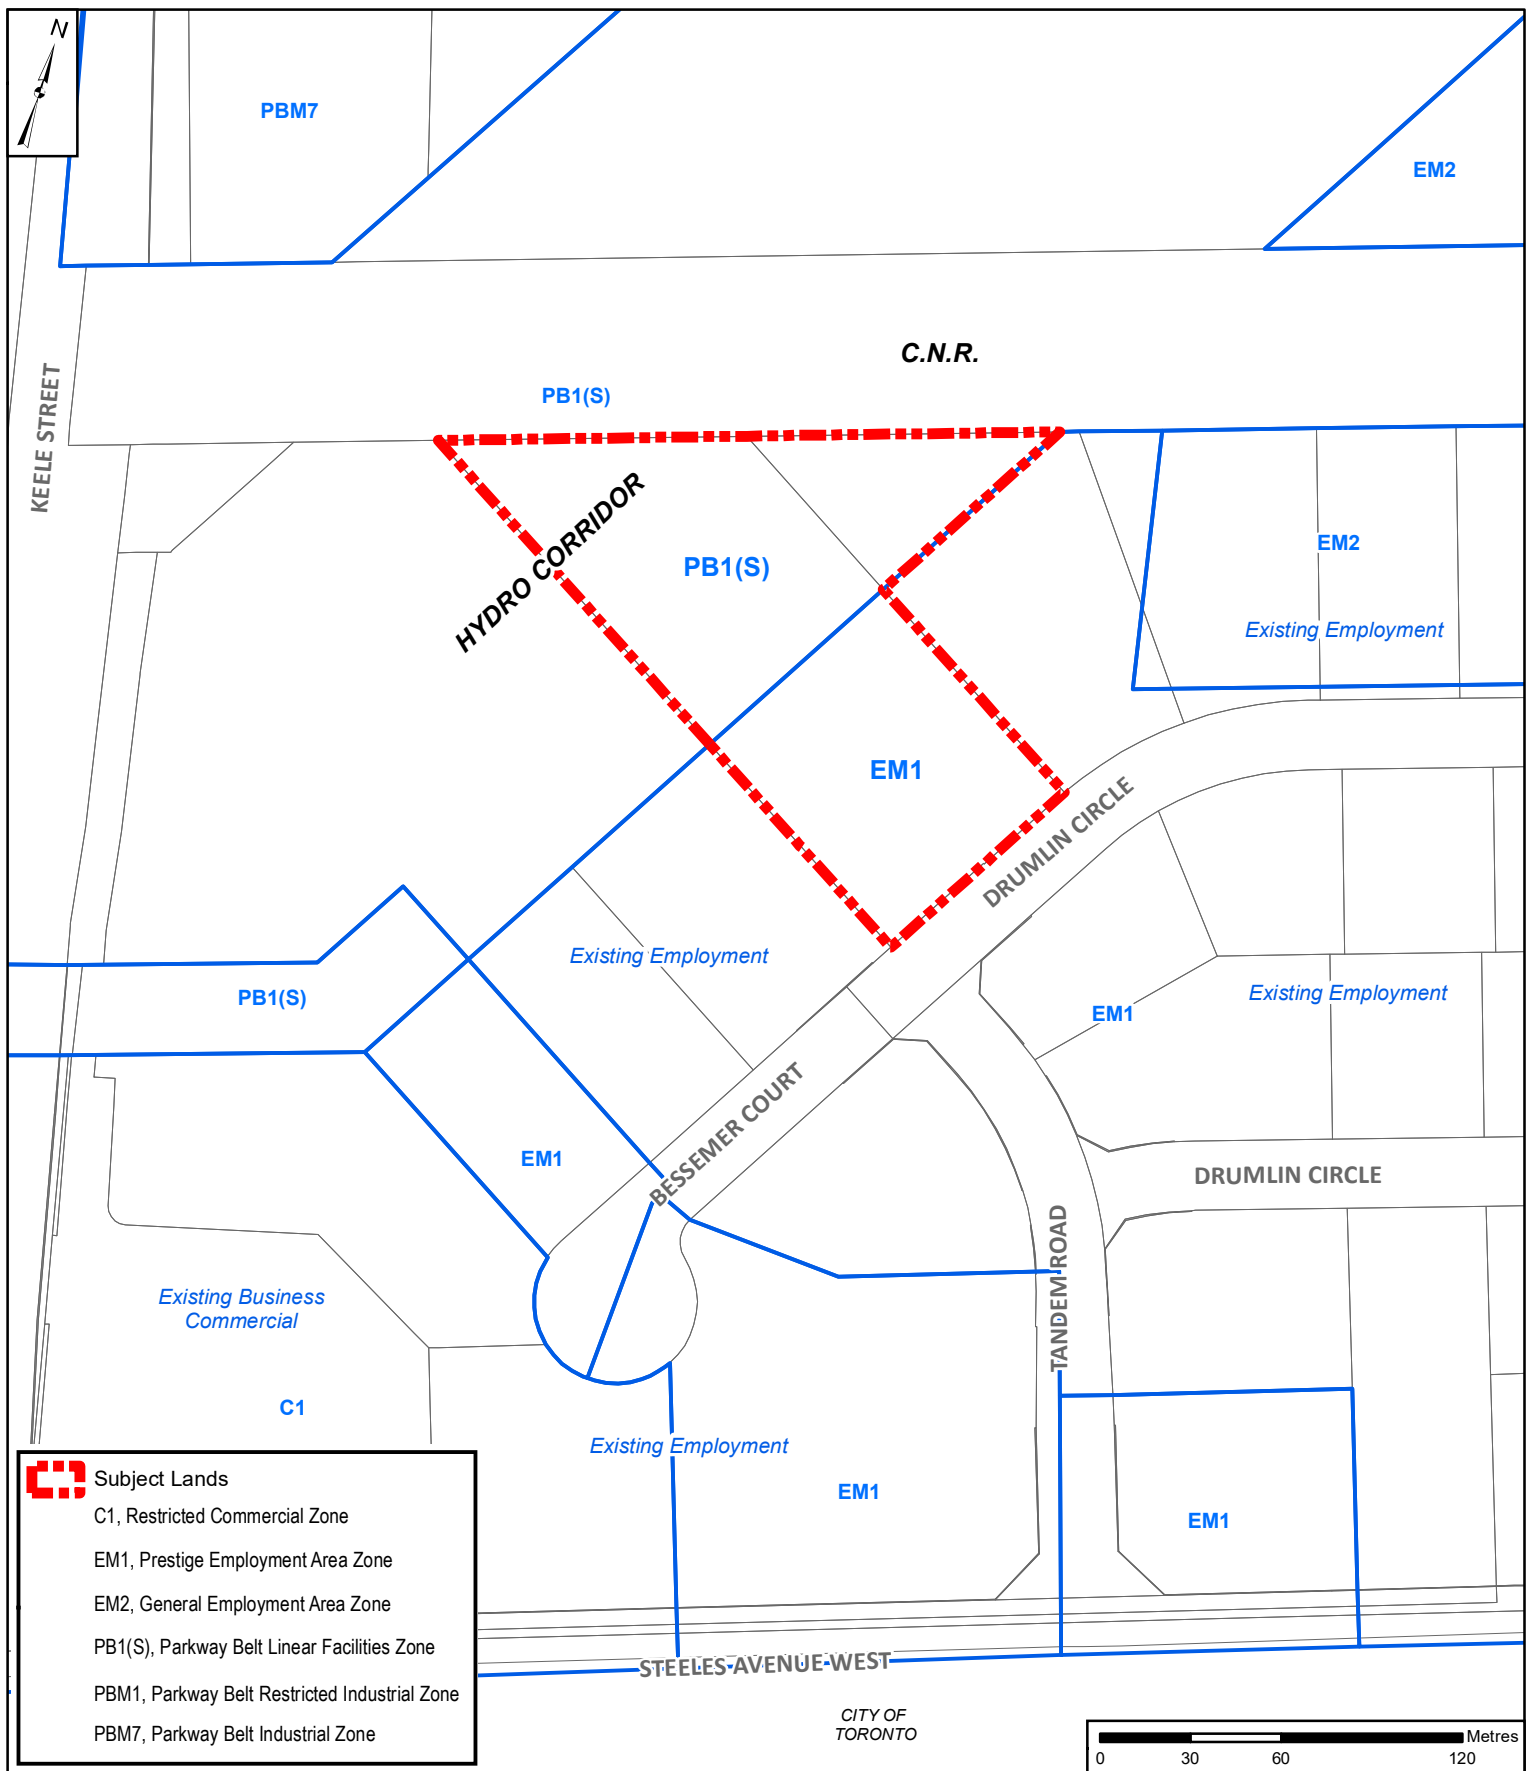 N
PBM7
EM2
C.N.R.
PB1(S)
KEELE STREET
HYDRO CORRIDOR
PB1(S)
EM2
Existing Employment
EM1
DRUMLIN CIRCLE
Existing Employment
PB1(S)
Existing Employment
EM1
BESSEMER COURT
EM1
DRUMLIN CIRCLE
TANDEM ROAD
Existing Business
Commercial
C1
Existing Employment
EM1
EM1
Subject Lands
C1, Restricted Commercial Zone
EM1, Prestige Employment Area Zone
EM2, General Employment Area Zone
PB1(S), Parkway Belt Linear Facilities Zone
PBM1, Parkway Belt Restricted Industrial Zone
PBM7, Parkway Belt Industrial Zone
STEELES AVENUE WEST
CITY OF
TORONTO
Metres
0 30 60 120